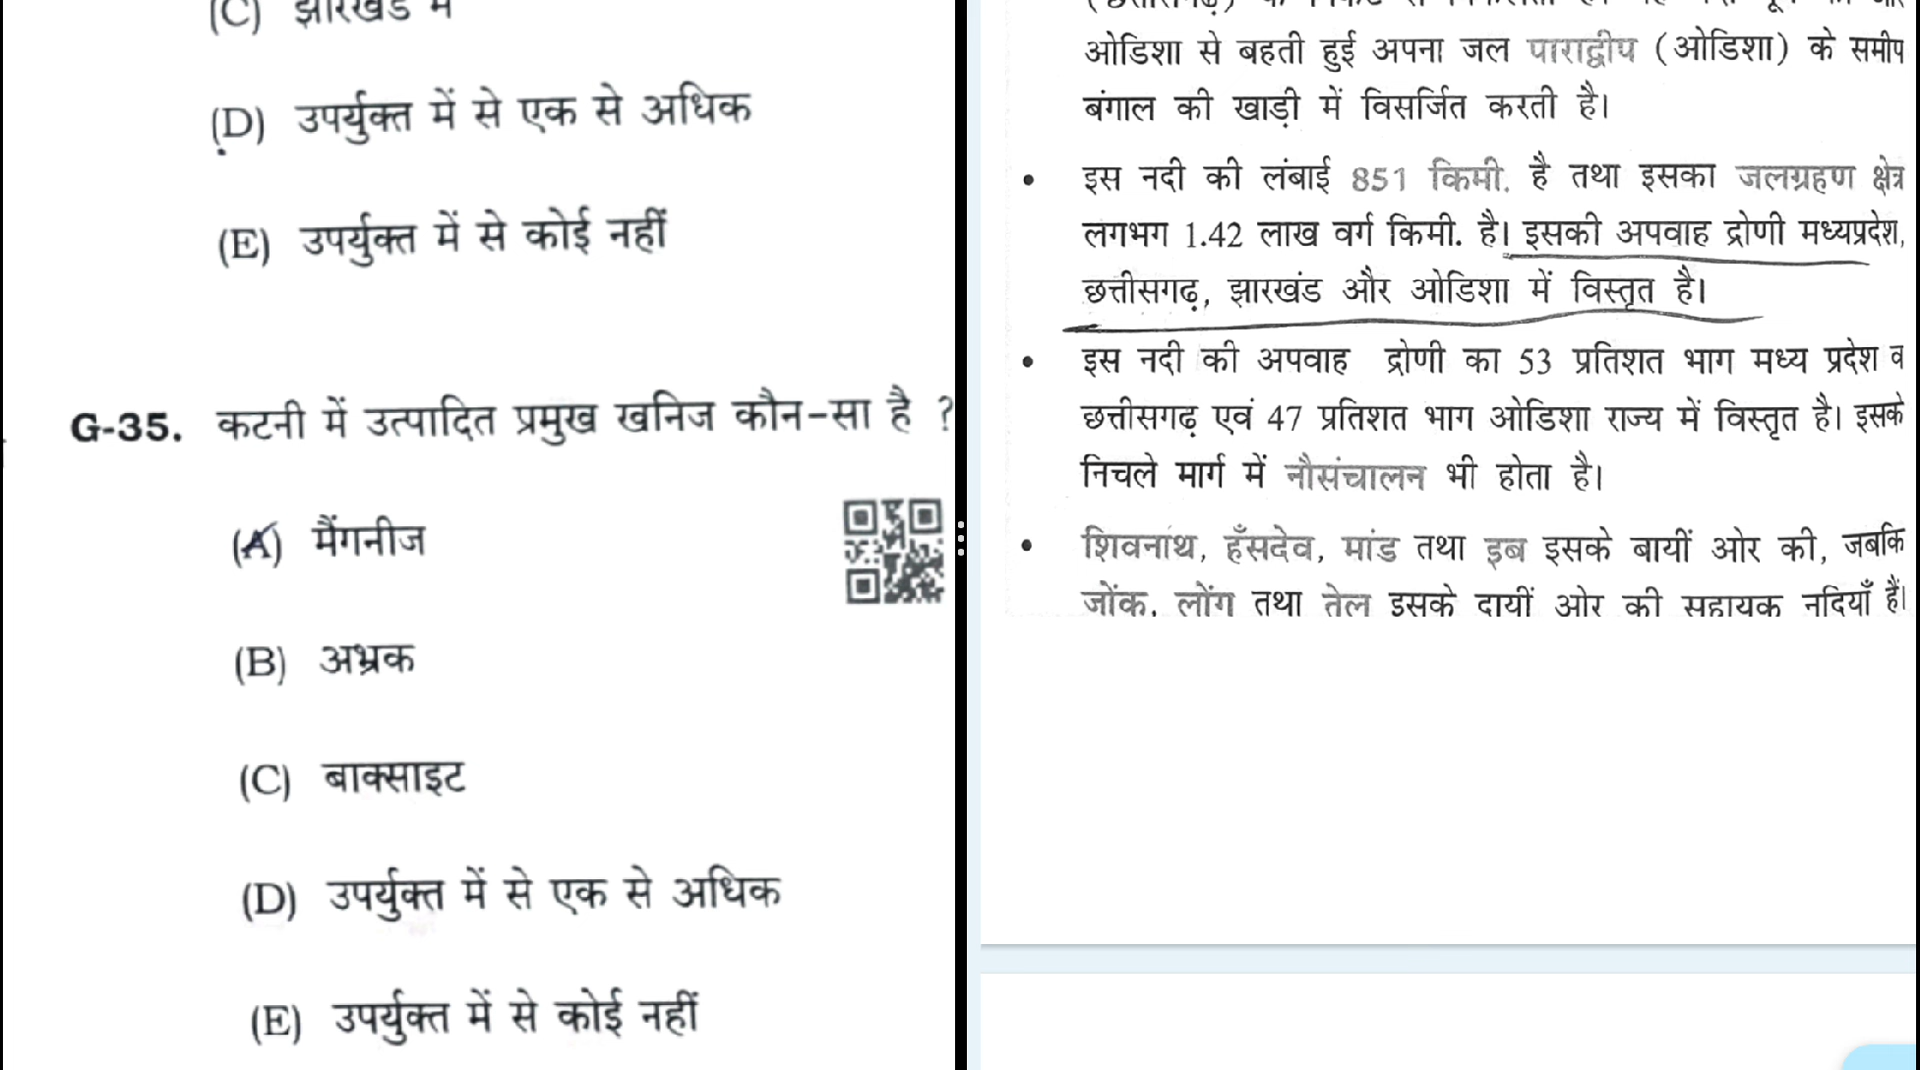 (C) झारखंड में
(D) उपर्युक्त में से एक से अधिक
(E) उपर्युक्त में से कोई नहीं
G-35. कटनी में उत्पादित प्रमुख खनिज कौन-सा है ?
(A) मैंगनीज
(B) अभ्रक
(C) बाक्साइट
(D) उपर्युक्त में से एक से अधिक
(E) उपर्युक्त में से कोई नहीं
ओडिशा से बहती हुई अपना जल पाराद्वीप (ओडिशा) के समीप
बंगाल की खाड़ी में विसर्जित करती है।
• इस नदी की लंबाई 851 किमी. है तथा इसका जलग्रहण क्षेत्र
लगभग 1.42 लाख वर्ग किमी. है। इसकी अपवाह द्रोणी मध्यप्रदेश,
छत्तीसगढ़, झारखंड और ओडिशा में विस्तृत है।
• इस नदी की अपवाह द्रोणी का 53 प्रतिशत भाग मध्य प्रदेश व
छत्तीसगढ़ एवं 47 प्रतिशत भाग ओडिशा राज्य में विस्तृत है। इसके
निचले मार्ग में नौसंचालन भी होता है।
• शिवनाथ, हँसदेव, मांड तथा इब इसके बायीं ओर की, जबकि
जोंक, लोंग तथा तेल इसके दायीं ओर की सहायक नदियाँ हैं।